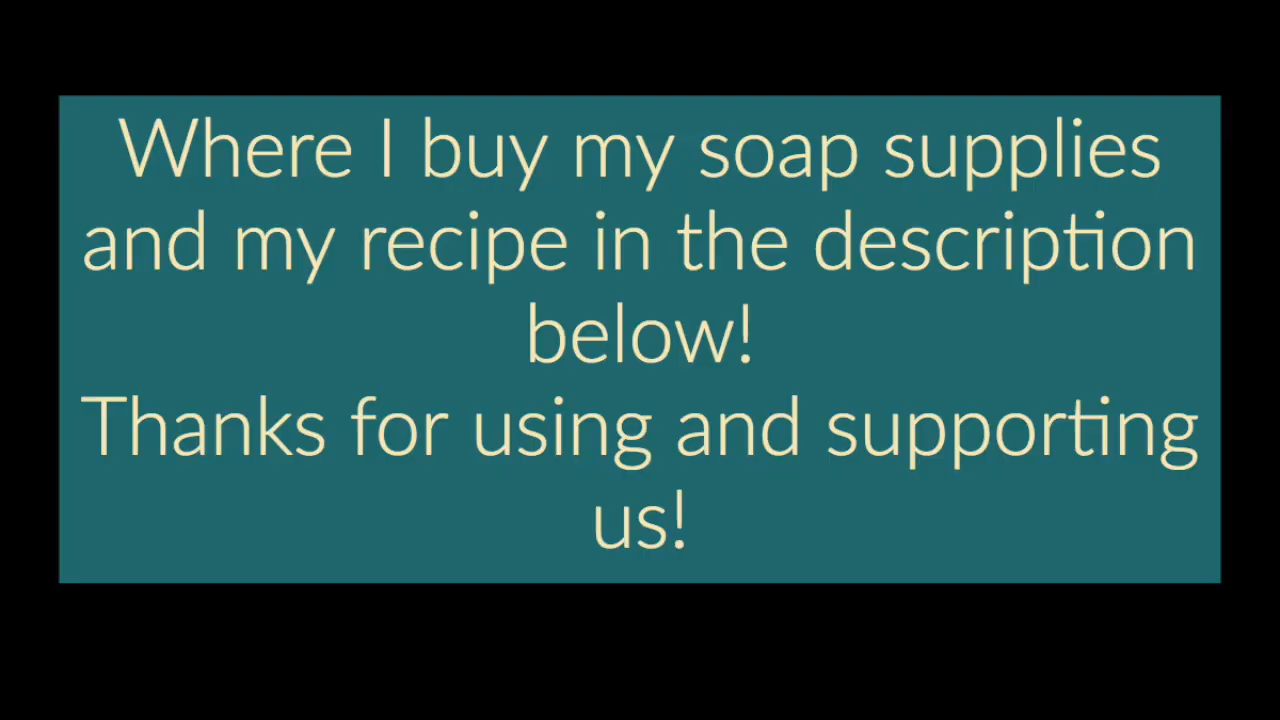 Where I buy my soap supplies
and my recipe in the description
below!
Thanks for using and supporting
us!